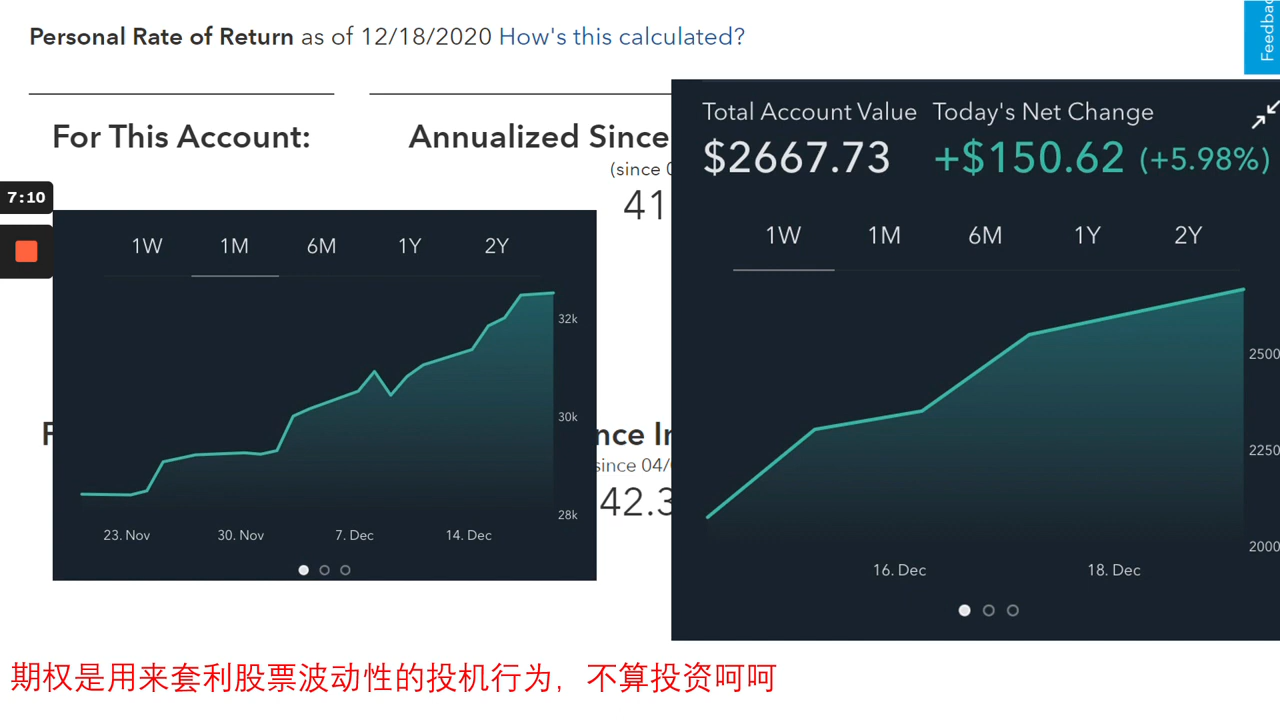 Personal Rate of Return as of 12/18/2020 How's this calculated?
Feedbac
For This Account:
Annualized Since
(since
41
7:10
1W 1M 6M 1Y 2Y
32k
30k
28k
23. Nov 30. Nov 7. Dec 14. Dec
nce In
since 04/
42.3
Total Account Value Today's Net Change
$2667.73 +$150.62 (+5.98%)
1W 1M 6M 1Y 2Y
2500
2250
2000
16. Dec 18. Dec
期权是用来套利股票波动性的投机行为，不算投资呵呵